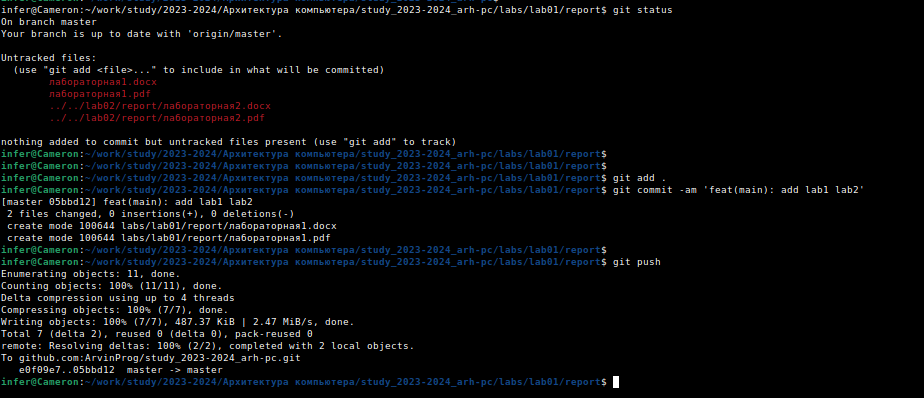 infer@Cameron:~/work/study/2023-2024/Архитектура компьютера/study_2023-2024_arh-pc/labs/lab01/report$ git status
On branch master
Your branch is up to date with 'origin/master'.
Untracked files:
  (use "git add <file>..." to include in what will be committed)
        лабораторная1.docx
        лабораторная1.pdf
        ../../lab02/report/лабораторная2.docx
        ../../lab02/report/лабораторная2.pdf
nothing added to commit but untracked files present (use "git add" to track)
infer@Cameron:~/work/study/2023-2024/Архитектура компьютера/study_2023-2024_arh-pc/labs/lab01/report$
infer@Cameron:~/work/study/2023-2024/Архитектура компьютера/study_2023-2024_arh-pc/labs/lab01/report$
infer@Cameron:~/work/study/2023-2024/Архитектура компьютера/study_2023-2024_arh-pc/labs/lab01/report$ git add .
infer@Cameron:~/work/study/2023-2024/Архитектура компьютера/study_2023-2024_arh-pc/labs/lab01/report$ git commit -am 'feat(main): add lab1 lab2'
[master 05bbd12] feat(main): add lab1 lab2
 2 files changed, 0 insertions(+), 0 deletions(-)
 create mode 100644 labs/lab01/report/лабораторная1.docx
 create mode 100644 labs/lab01/report/лабораторная1.pdf
infer@Cameron:~/work/study/2023-2024/Архитектура компьютера/study_2023-2024_arh-pc/labs/lab01/report$
infer@Cameron:~/work/study/2023-2024/Архитектура компьютера/study_2023-2024_arh-pc/labs/lab01/report$ git push
Enumerating objects: 11, done.
Counting objects: 100% (11/11), done.
Delta compression using up to 4 threads
Compressing objects: 100% (7/7), done.
Writing objects: 100% (7/7), 487.37 KiB | 2.47 MiB/s, done.
Total 7 (delta 2), reused 0 (delta 0), pack-reused 0
remote: Resolving deltas: 100% (2/2), completed with 2 local objects.
To github.com:ArvinProg/study_2023-2024_arh-pc.git
   e0f09e7..05bbd12  master -> master
infer@Cameron:~/work/study/2023-2024/Архитектура компьютера/study_2023-2024_arh-pc/labs/lab01/report$